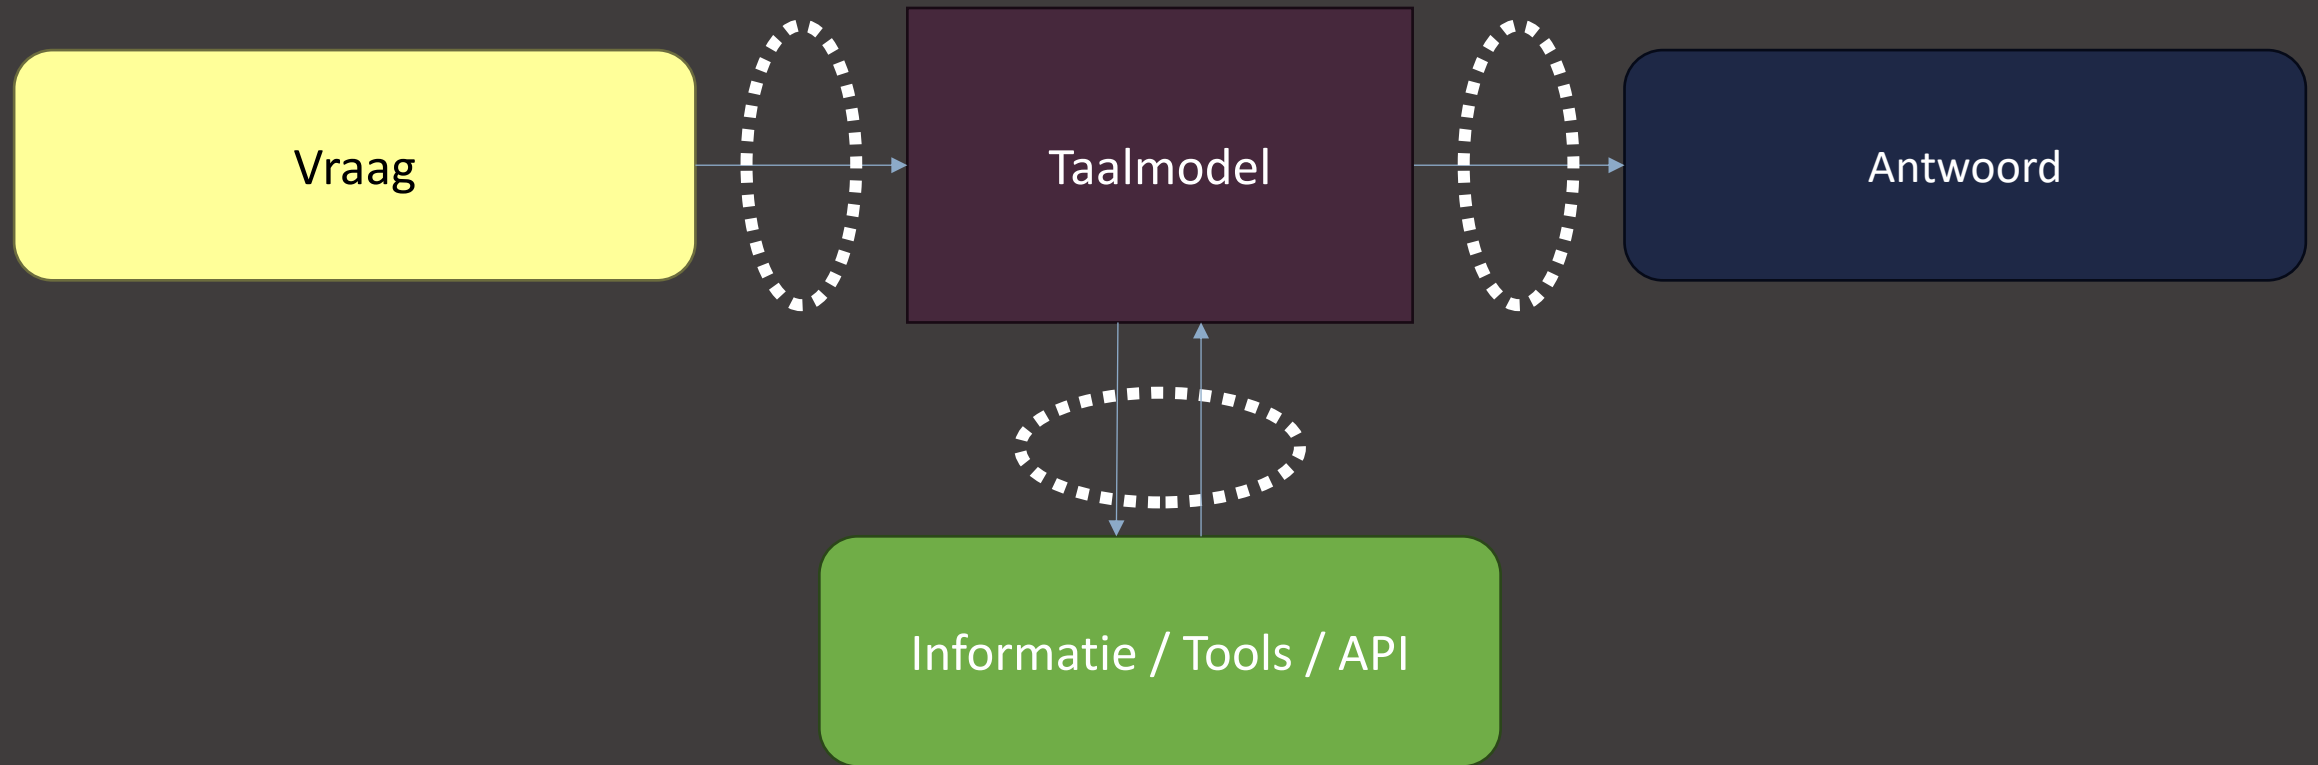 Vraag
Taalmodel
Antwoord
Informatie / Tools / API